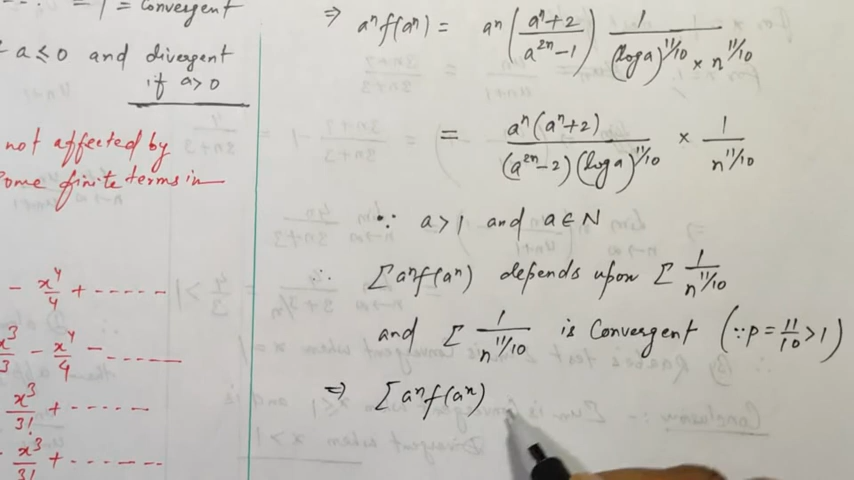 = 1 = Convergent
a ≤ 0 and divergent
if a > 0
not affected by
some finite terms in
- x⁴/4 + ------
x³/3 - x⁴/4 - ------
x³/3! + ------
- x³/3! + ------
⇒ aⁿf(aⁿ) = aⁿ ((aⁿ+2)/(a²ⁿ-1)) 1/((log a)^11/10 × n^11/10)
= aⁿ(aⁿ+2)/((a²ⁿ-2)(log a)^11/10) × 1/n^11/10
∵ a > 1 and a ∈ N
∴ Σ aⁿf(aⁿ) depends upon Σ 1/n^11/10
and Σ 1/n^11/10 is Convergent (∵ p = 11/10 > 1)
⇒ Σ aⁿf(aⁿ)